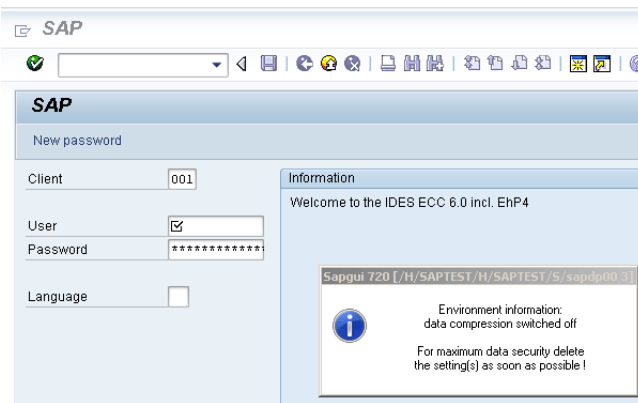 SAP
SAP
New password
Client 001
User
Password *************
Language
Information
Welcome to the IDES ECC 6.0 incl. EhP4
Sapgui 720 [/H/SAPTEST/H/SAPTEST/S/sapdp00 3]
Environment information:
data compression switched off
For maximum data security delete
the setting(s) as soon as possible !